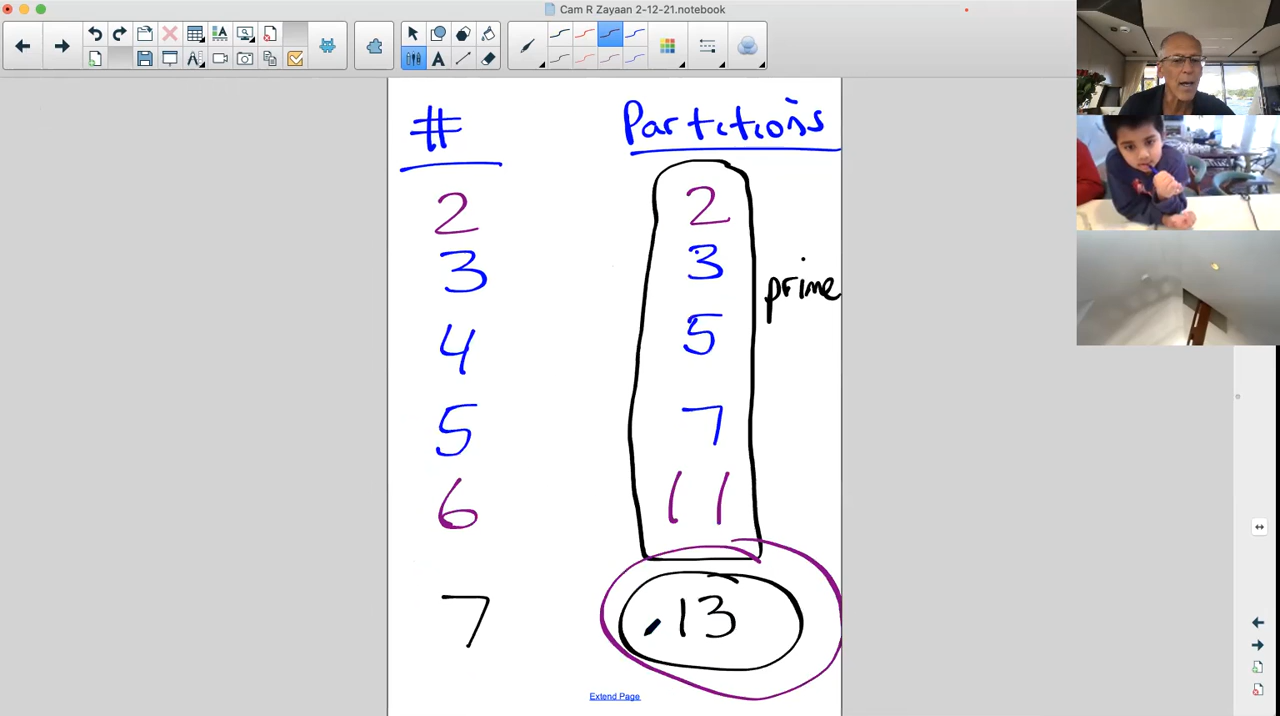 Cam R Zayaan 2-12-21.notebook
# Partitions
2 2
3 3
prime
4 5
5 7
6 11
7 .13
Extend Page